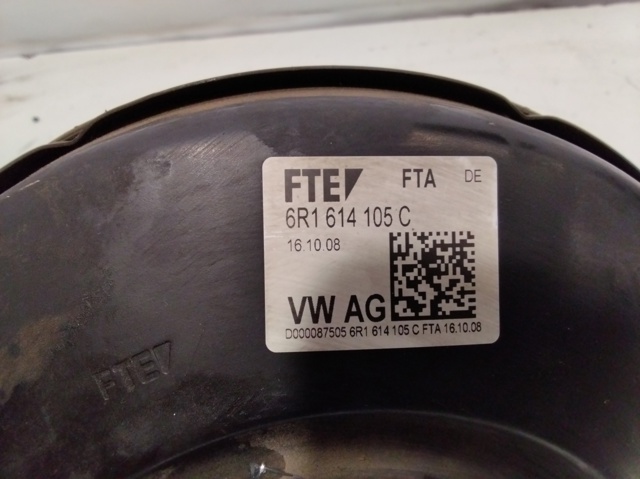 FTE FTA DE
6R1 614 105 C
16.10 08
VW AG
D000087505 6R1 614 105 C FTA 16.10.08
FTE